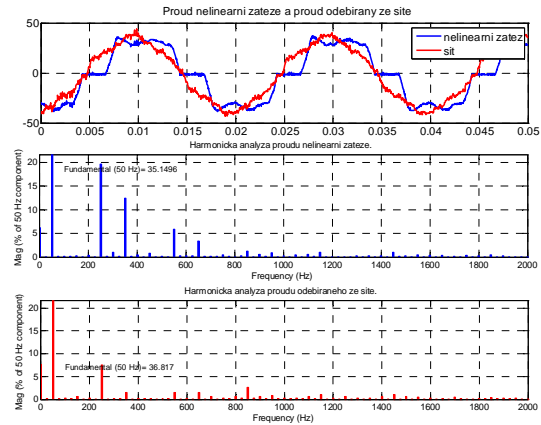 Proud nelinearni zateze a proud odebirany ze site
50
0
-50
nelinearni zatez
sit
0 0.005 0.01 0.015 0.02 0.025 0.03 0.035 0.04 0.045 0.05
Harmonicka analyza proudu nelinearni zateze.
Mag (% of 50 Hz component)
20
15
10
5
0
Fundamental (50 Hz)= 35.1496
0 200 400 600 800 1000 1200 1400 1600 1800 2000
Frequency (Hz)
Harmonicka analyza proudu odebiraneho ze site.
Mag (% of 50 Hz component)
20
15
10
5
0
Fundamental (50 Hz)= 36.817
0 200 400 600 800 1000 1200 1400 1600 1800 2000
Frequency (Hz)